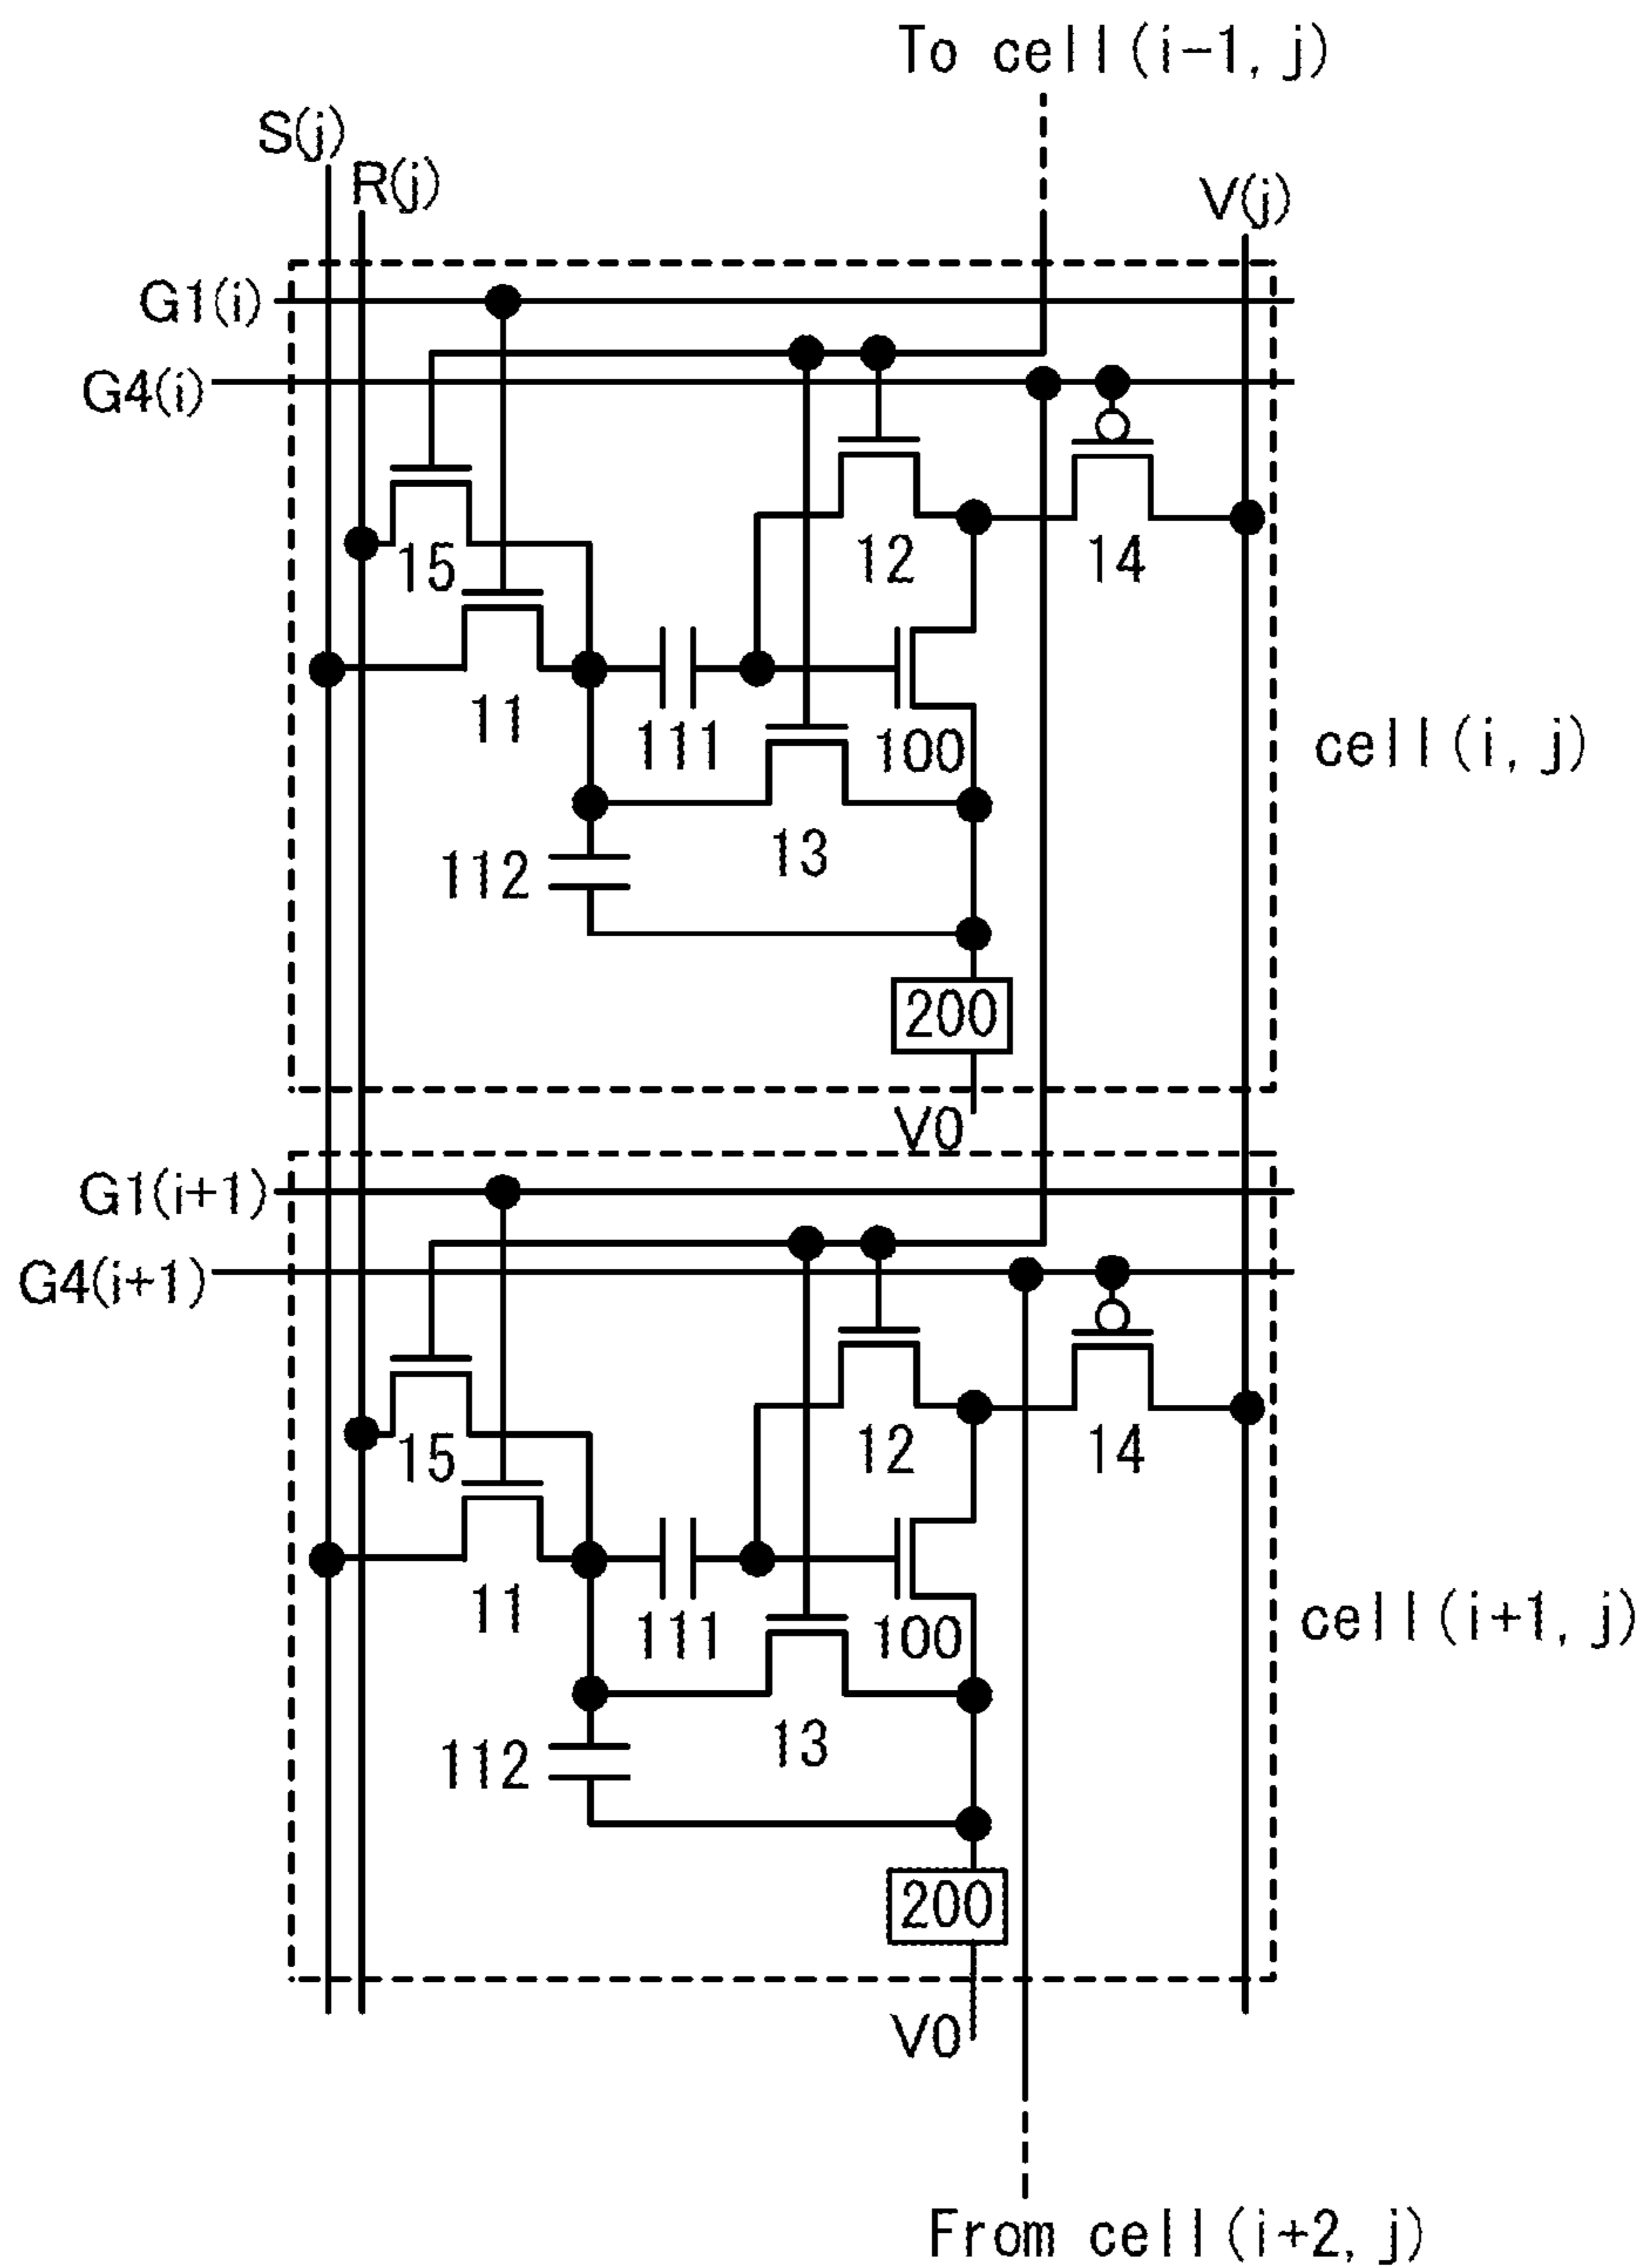 To cell(i-1, j)
S(j)
R(j)
V(j)
G1(i)
G4(i)
15
12
14
11
111
100
cell(i, j)
112
13
200
V0
G1(i+1)
G4(i+1)
15
12
14
11
111
100
cell(i+1, j)
112
13
200
V0
From cell(i+2, j)